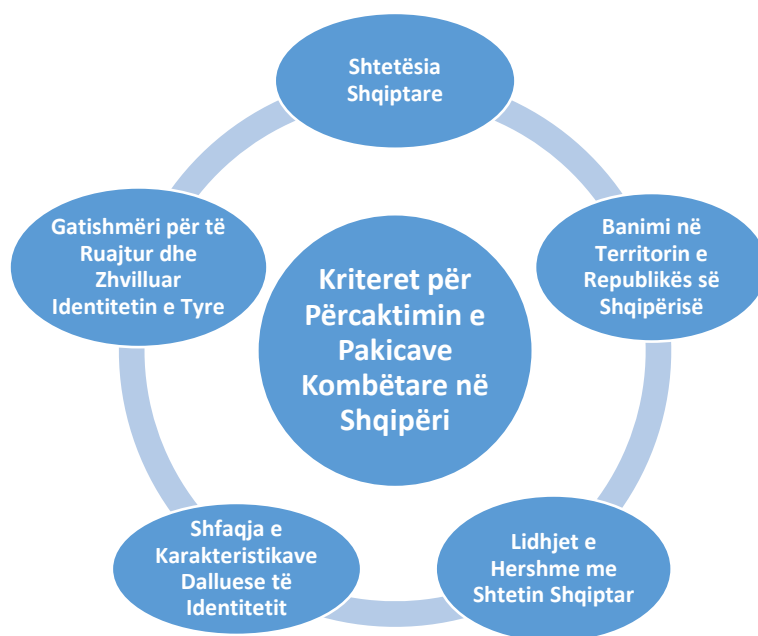 Shtetësia
Shqiptare
Gatishmëri për të
Ruajtur dhe
Zhvilluar
Identitetin e Tyre
Banimi në
Territorin e
Republikës së
Shqipërisë
Kriteret për
Përcaktimin e
Pakicave
Kombëtare në
Shqipëri
Shfaqja e
Karakteristikave
Dalluese të
Identitetit
Lidhjet e
Hershme me
Shtetin Shqiptar